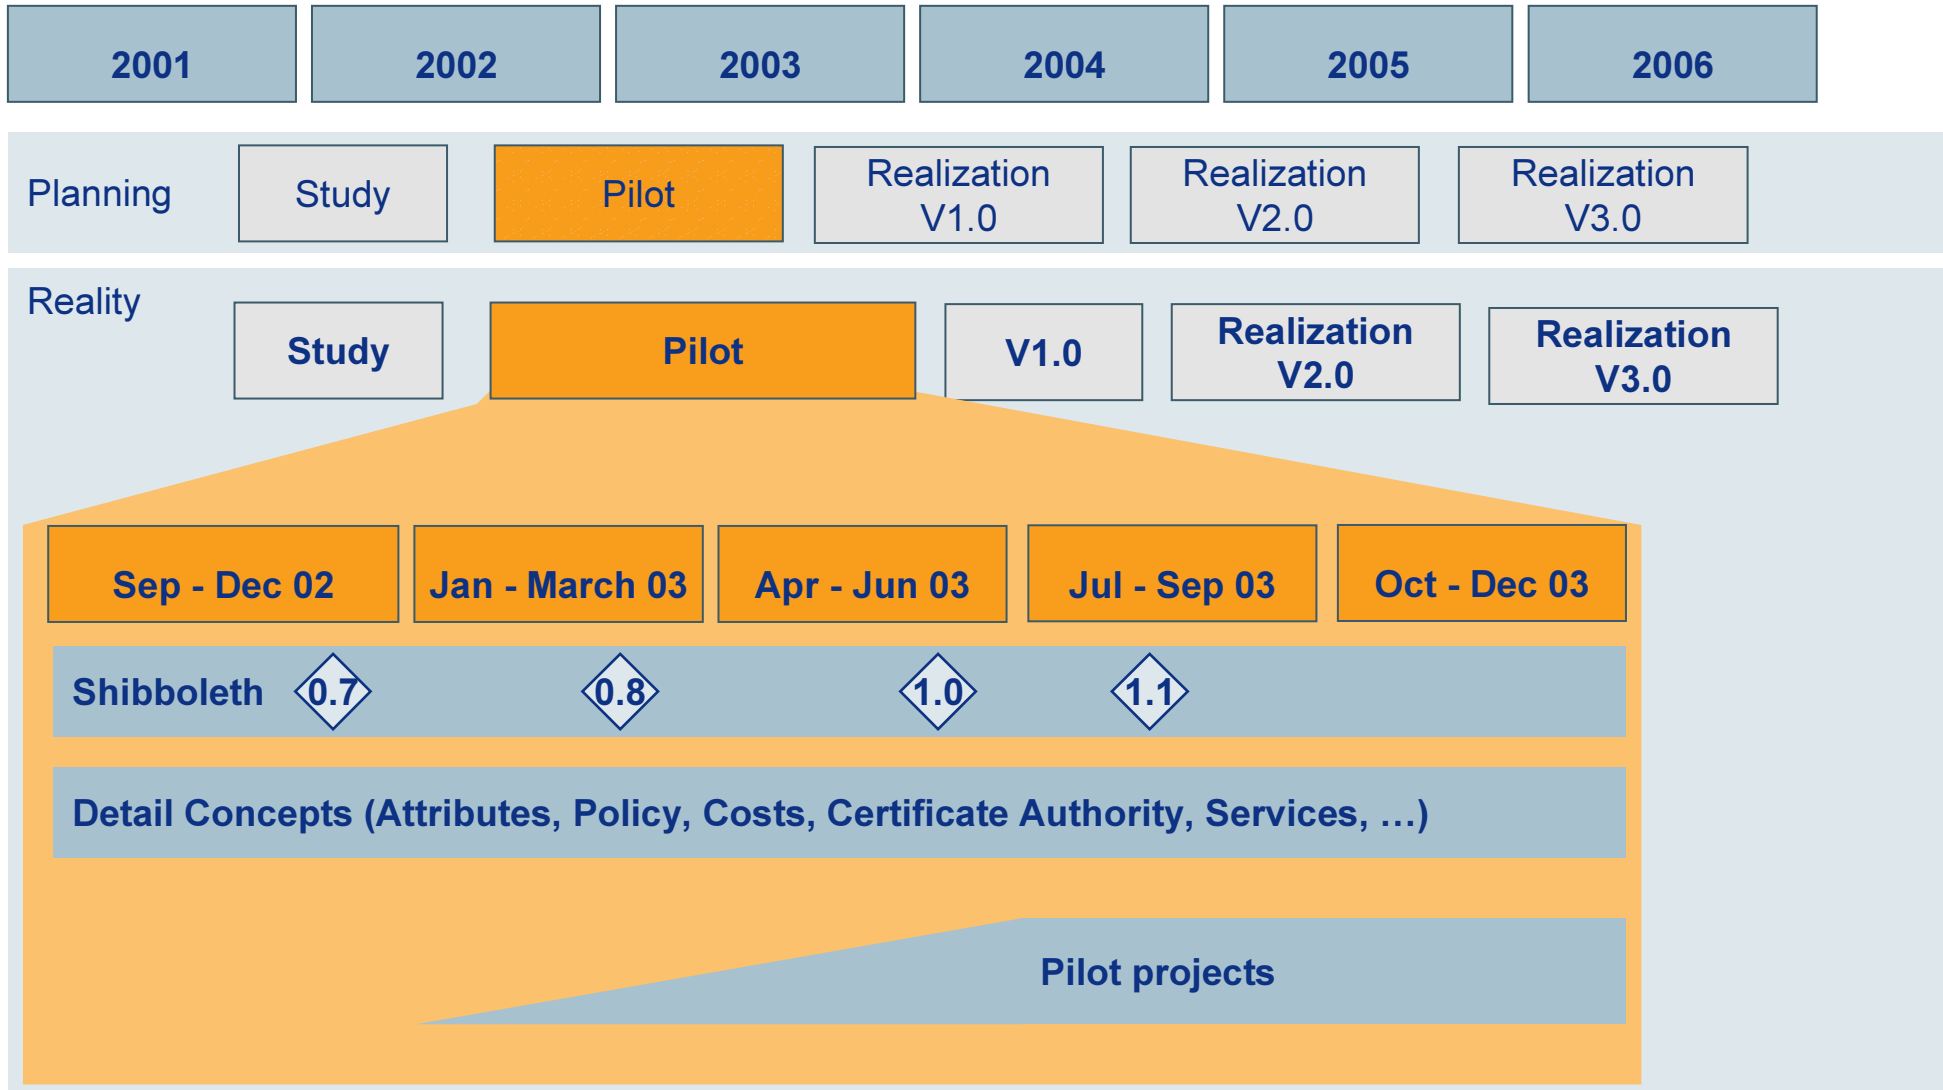 2001 2002 2003 2004 2005 2006
Planning Study Pilot Realization V1.0 Realization V2.0 Realization V3.0
Reality
Study Pilot V1.0 Realization V2.0 Realization V3.0
Sep - Dec 02 Jan - March 03 Apr - Jun 03 Jul - Sep 03 Oct - Dec 03
Shibboleth 0.7 0.8 1.0 1.1
Detail Concepts (Attributes, Policy, Costs, Certificate Authority, Services, …)
Pilot projects